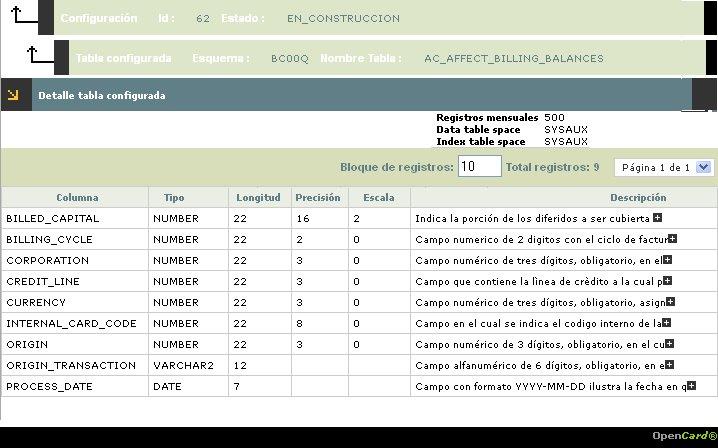 Configuración Id : 62 Estado : EN_CONSTRUCCION
Tabla configurada Esquema : BC00Q Nombre Tabla : AC_AFFECT_BILLING_BALANCES
Detalle tabla configurada
Registros mensuales 500
Data table space SYSAUX
Index table space SYSAUX
Bloque de registros: 10 Total registros: 9 Página 1 de 1
Columna Tipo Longitud Precisión Escala Descripción
BILLED_CAPITAL NUMBER 22 16 2 Indica la porción de los diferidos a ser cubierta
BILLING_CYCLE NUMBER 22 2 0 Campo numerico de 2 digitos con el ciclo de factur
CORPORATION NUMBER 22 3 0 Campo numérico de tres dígitos, obligatorio, en el
CREDIT_LINE NUMBER 22 3 0 Campo que contiene la lìnea de crèdito a la cual p
CURRENCY NUMBER 22 3 0 Campo numérico de tres dígitos, obligatorio, asign
INTERNAL_CARD_CODE NUMBER 22 8 0 Campo en el cual se indica el codigo interno de la
ORIGIN NUMBER 22 3 0 Campo numérico de 3 dígitos, obligatorio, en el cu
ORIGIN_TRANSACTION VARCHAR2 12 Campo alfanumérico de 6 dígitos, obligatorio, en e
PROCESS_DATE DATE 7 Campo con formato YYYY-MM-DD ilustra la fecha en q
OpenCard®